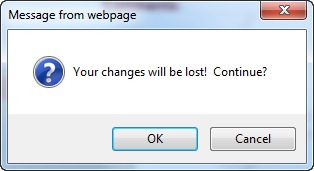 Message from webpage
Your changes will be lost!  Continue?
OK
Cancel